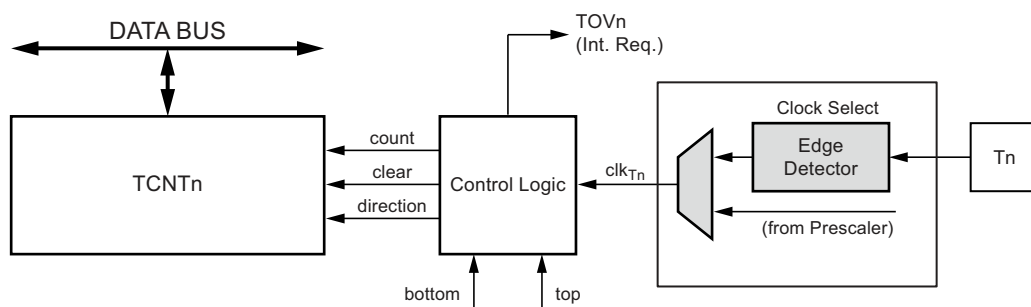 DATA BUS
TOVn
(Int. Req.)
Clock Select
count
Edge
Detector
Tn
TCNTn
clear
Control Logic
clkTn
direction
(from Prescaler)
bottom
top